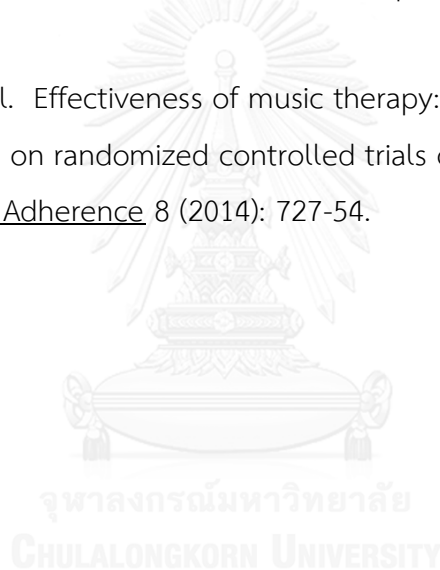 l. Effectiveness of music therapy:
on randomized controlled trials
Adherence 8 (2014): 727-54.
จุฬาลงกรณ์มหาวิทยาลัย
CHULALONGKORN UNIVERSITY